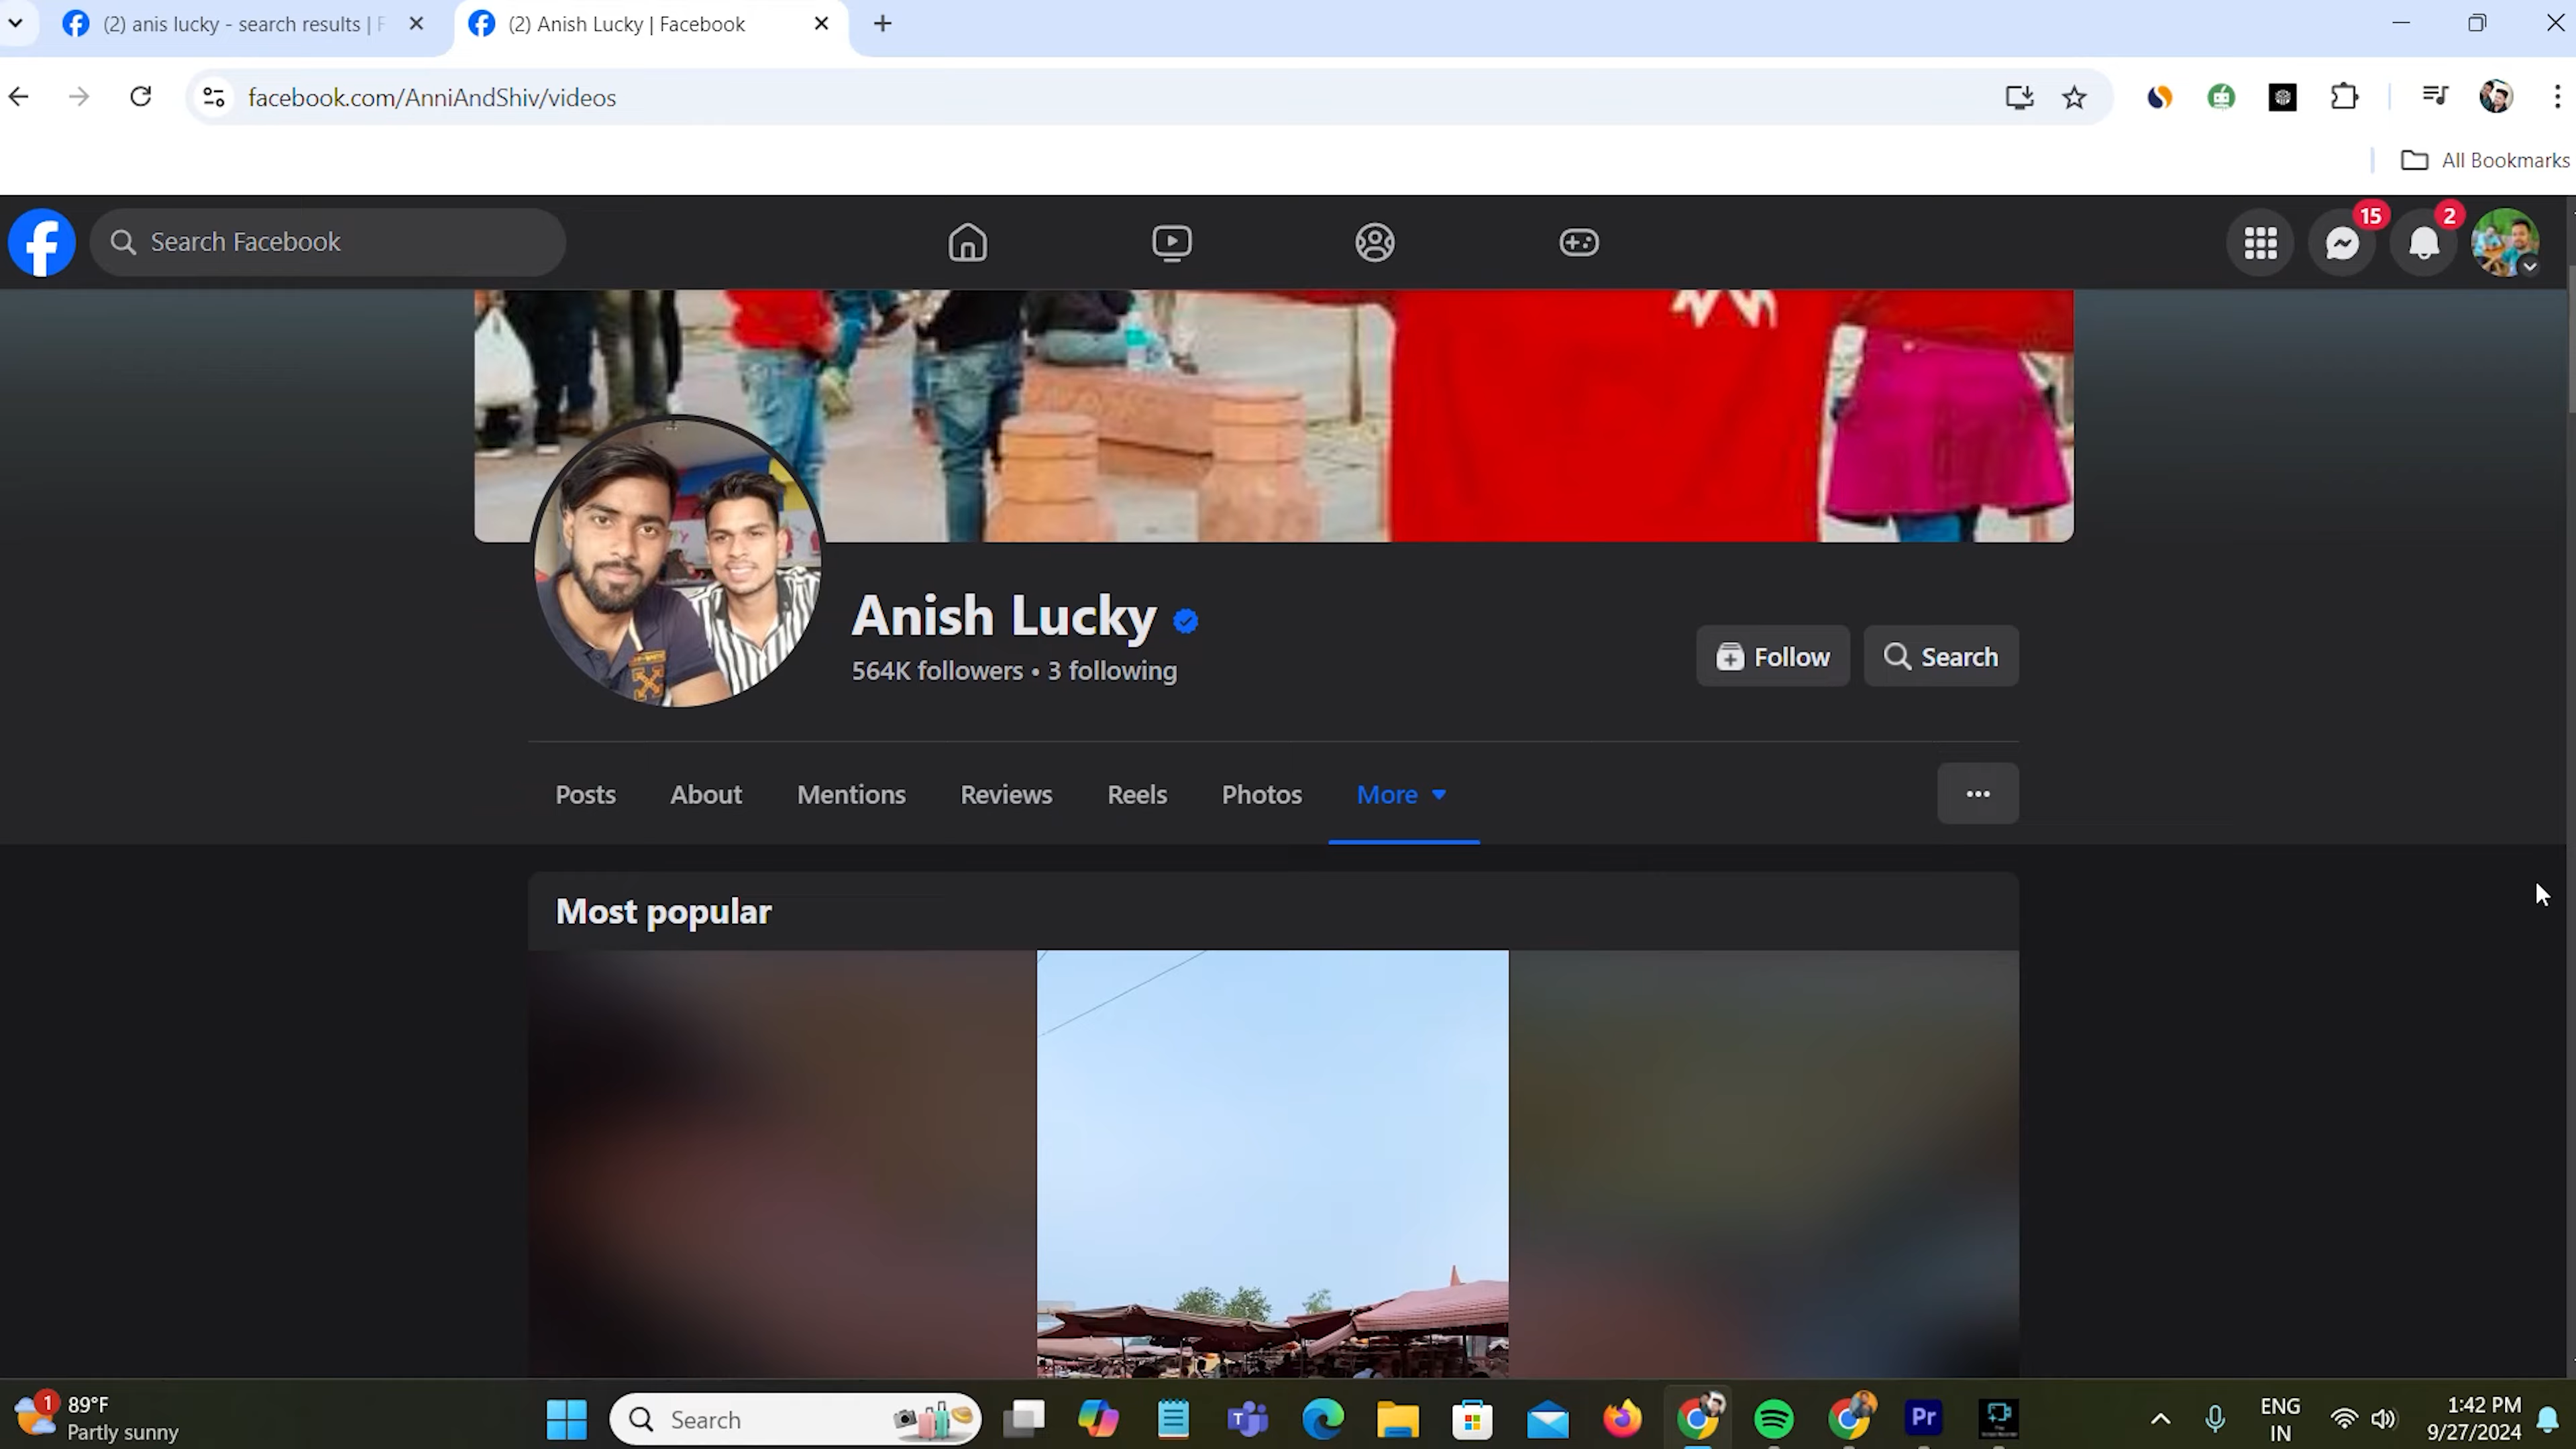 (2) anis lucky - search results | F
(2) Anish Lucky | Facebook
facebook.com/AnniAndShiv/videos
All Bookmarks
Search Facebook
15
2
Anish Lucky
564K followers • 3 following
Follow
Search
Posts
About
Mentions
Reviews
Reels
Photos
More
Most popular
1
89°F
Partly sunny
Search
Pr
ENG
IN
1:42 PM
9/27/2024